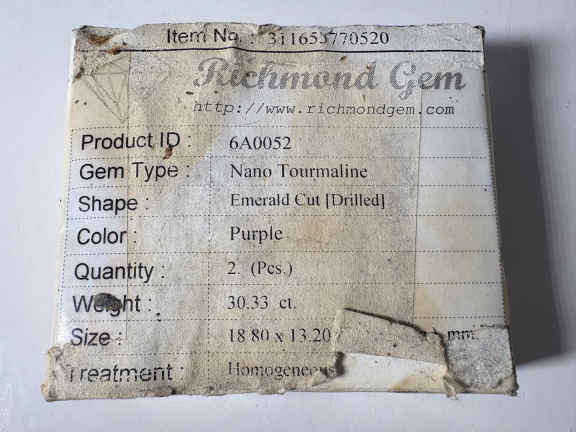 Item No. : 311655770520
Richmond Gem
http://www.richmondgem.com
Product ID : 6A0052
Gem Type : Nano Tourmaline
Shape : Emerald Cut [Drilled]
Color : Purple
Quantity : 2 (Pcs.)
Weight : 30.33 ct.
Size : 18.80 x 13.20 mm.
Treatment : Homogeneous